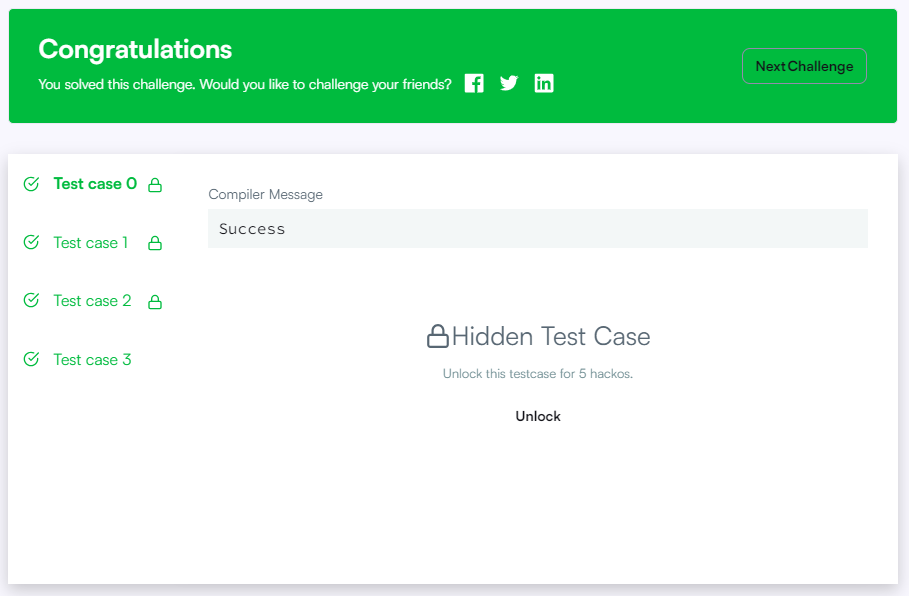 Congratulations
You solved this challenge. Would you like to challenge your friends?
Next Challenge
Test case 0
Test case 1
Test case 2
Test case 3
Compiler Message
Success
Hidden Test Case
Unlock this testcase for 5 hackos.
Unlock